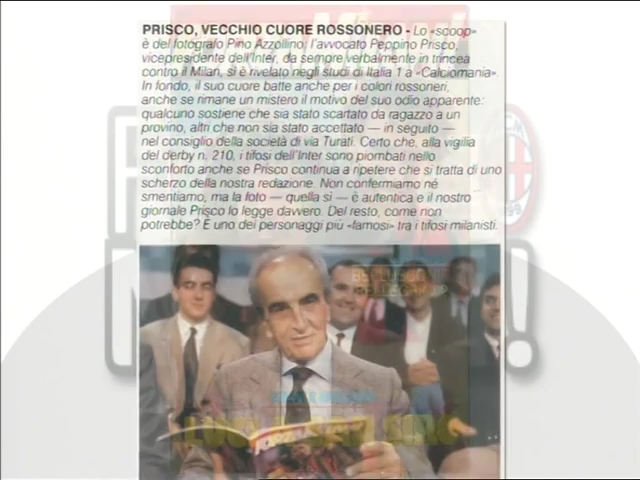 PRISCO, VECCHIO CUORE ROSSONERO - Lo «scoop»
è del fotografo Pino Azzollino: l'avvocato Peppino Prisco,
vicepresidente dell'Inter, da sempre verbalmente in trincea
contro il Milan, si è rivelato negli studi di Italia 1 a «Calciomania».
In fondo, il suo cuore batte anche per i colori rossoneri,
anche se rimane un mistero il motivo del suo odio apparente:
qualcuno sostiene che sia stato scartato da ragazzo a un
provino, altri che non sia stato accettato — in seguito —
nel consiglio della società di via Turati. Certo che, alla vigilia
del derby n. 210, i tifosi dell'Inter sono piombati nello
sconforto anche se Prisco continua a ripetere che si tratta di uno
scherzo della nostra redazione. Non confermiamo né
smentiamo, ma la foto — quella sì — è autentica e il nostro
giornale Prisco lo legge davvero. Del resto, come non
potrebbe? È uno dei personaggi più «famosi» tra i tifosi milanisti.